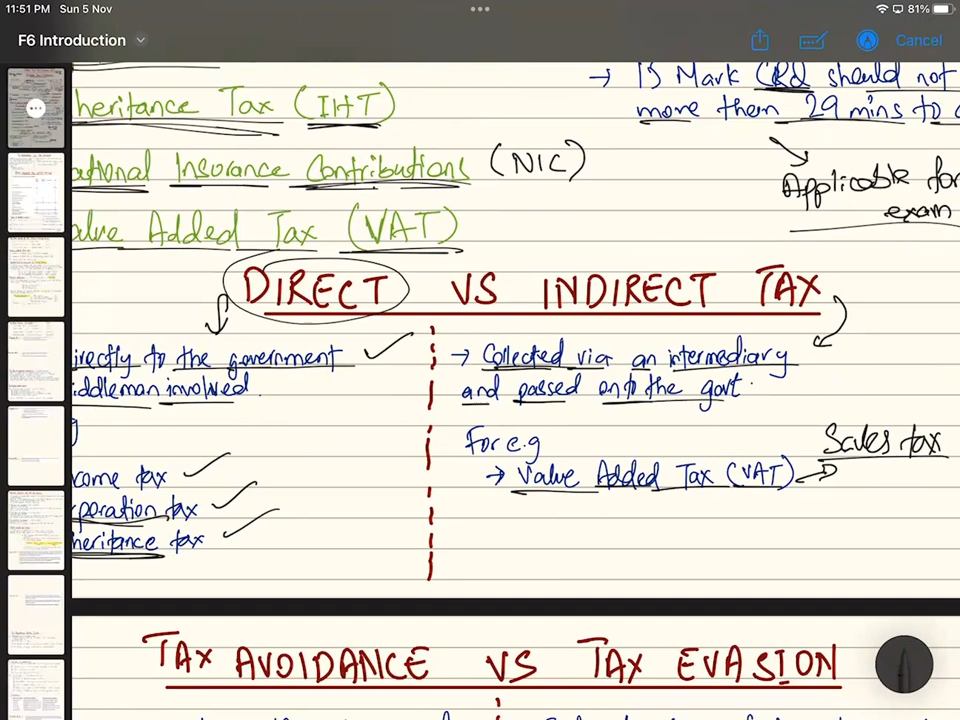 11:51 PM Sun 5 Nov
81%
F6 Introduction
Cancel
heritance Tax (IHT)
ational Insurance Contributions (NIC)
alue Added Tax (VAT)
→ 15 Mark CRQ should not
more them 29 mins to
Applicable for
exam
DIRECT VS INDIRECT TAX
irectly to the government
iddleman involved.
g
come tax
poration tax
heritance tax
→ Collected via an intermediary
and passed onto the govt.
For e.g
→ Value Added Tax (VAT) → Sales tax
TAX AVOIDANCE VS TAX EVASION